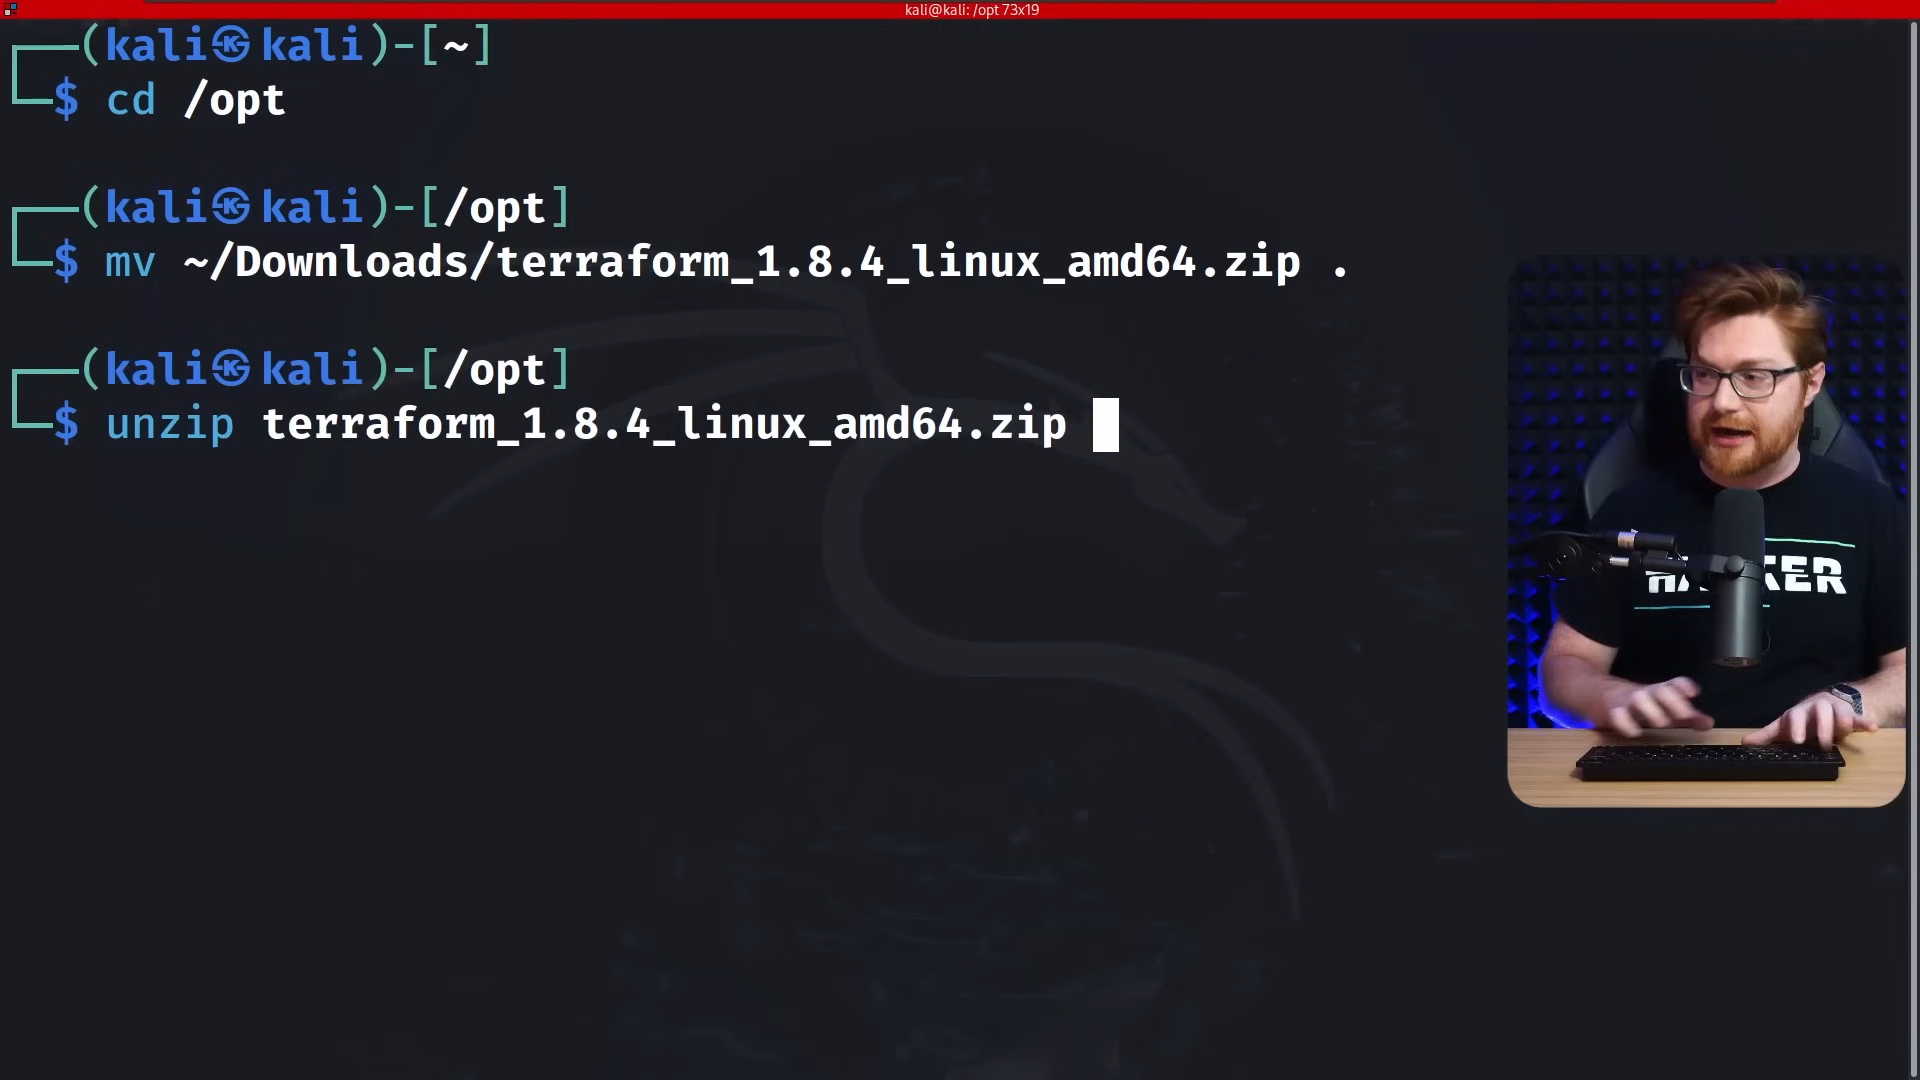 kali@kali: /opt 73x19
┌──(kali㉿kali)-[~]
└─$ cd /opt
┌──(kali㉿kali)-[/opt]
└─$ mv ~/Downloads/terraform_1.8.4_linux_amd64.zip .
┌──(kali㉿kali)-[/opt]
└─$ unzip terraform_1.8.4_linux_amd64.zip